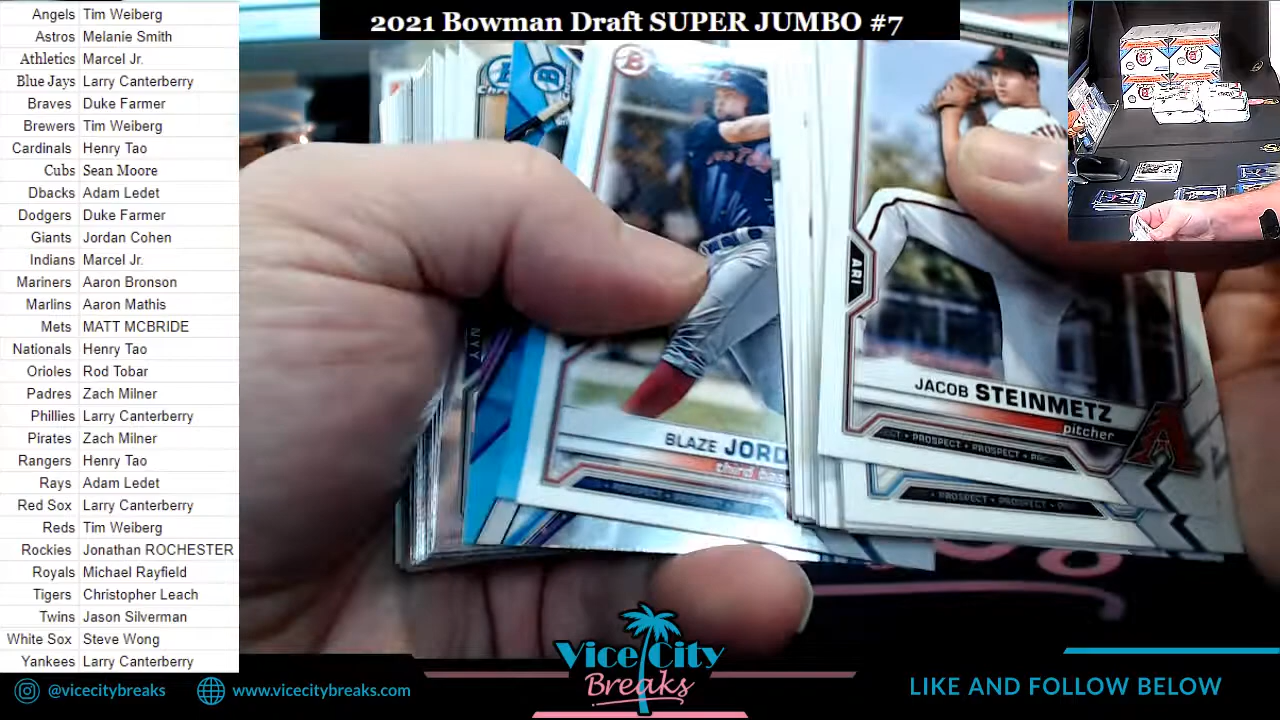 2021 Bowman Draft SUPER JUMBO #7
Angels Tim Weiberg
Astros Melanie Smith
Athletics Marcel Jr.
Blue Jays Larry Canterberry
Braves Duke Farmer
Brewers Tim Weiberg
Cardinals Henry Tao
Cubs Sean Moore
Dbacks Adam Ledet
Dodgers Duke Farmer
Giants Jordan Cohen
Indians Marcel Jr.
Mariners Aaron Bronson
Marlins Aaron Mathis
Mets MATT MCBRIDE
Nationals Henry Tao
Orioles Rod Tobar
Padres Zach Milner
Phillies Larry Canterberry
Pirates Zach Milner
Rangers Henry Tao
Rays Adam Ledet
Red Sox Larry Canterberry
Reds Tim Weiberg
Rockies Jonathan ROCHESTER
Royals Michael Rayfield
Tigers Christopher Leach
Twins Jason Silverman
White Sox Steve Wong
Yankees Larry Canterberry
BLAZE JORD
ARI
JACOB STEINMETZ
pitcher
PROSPECT • PROSPECT
PROSPECT • PROSPECT
NYY
@vicecitybreaks
www.vicecitybreaks.com
Vice City
Breaks
LIKE AND FOLLOW BELOW